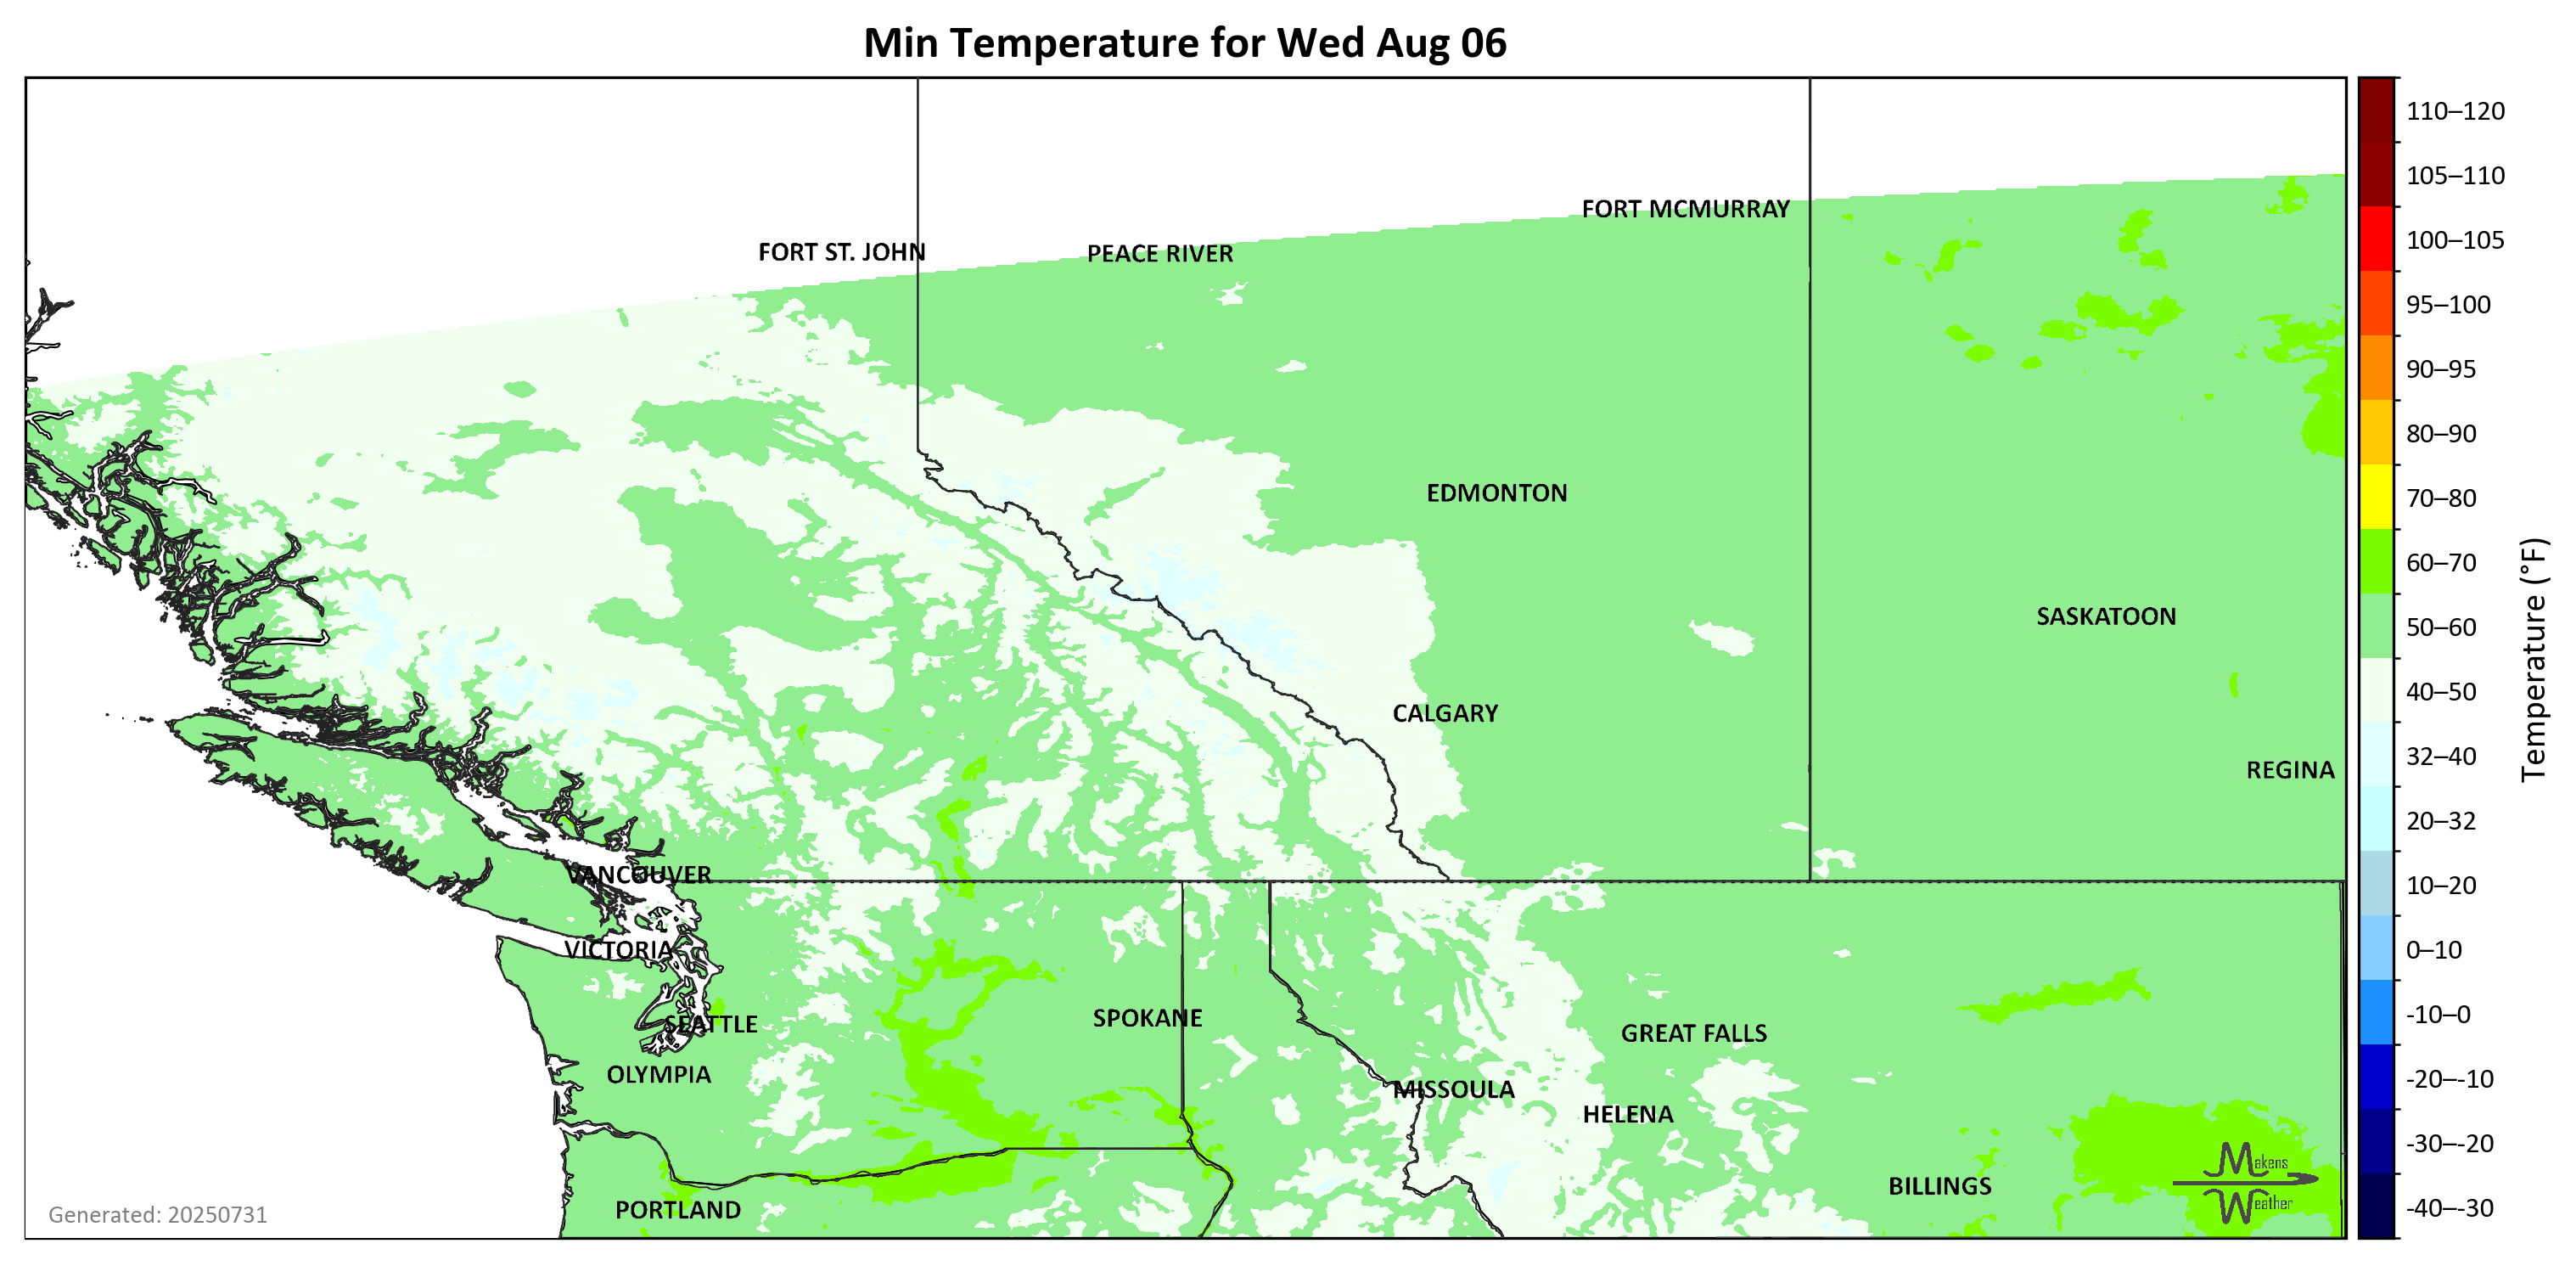 Min Temperature for Wed Aug 06
110–120
105–110
FORT MCMURRAY
100–105
FORT ST. JOHN
PEACE RIVER
95–100
90–95
80–90
EDMONTON
70–80
60–70
SASKATOON
50–60
Temperature (°F)
40–50
CALGARY
32–40
REGINA
20–32
VANCOUVER
10–20
VICTORIA
0–10
SEATTLE
SPOKANE
GREAT FALLS
-10–0
OLYMPIA
MISSOULA
-20–-10
HELENA
-30–-20
Makens
Weather
BILLINGS
PORTLAND
-40–-30
Generated: 20250731